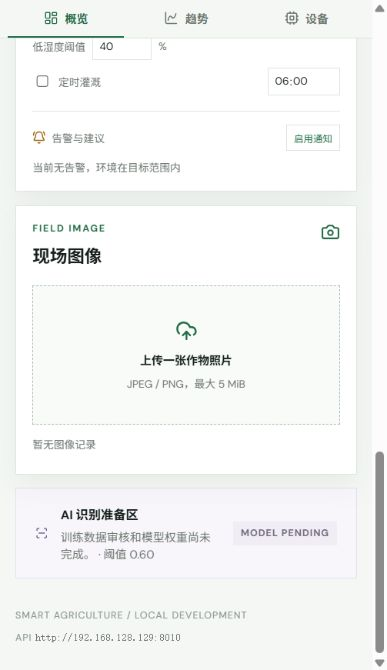 概览 趋势 设备
低湿度阈值 40 %
定时灌溉 06:00
告警与建议 启用通知
当前无告警，环境在目标范围内
FIELD IMAGE
现场图像
上传一张作物照片
JPEG / PNG，最大 5 MiB
暂无图像记录
AI 识别准备区
训练数据审核和模型权重尚未
完成。 · 阈值 0.60
MODEL PENDING
SMART AGRICULTURE / LOCAL DEVELOPMENT
API http://192.168.128.129:8010